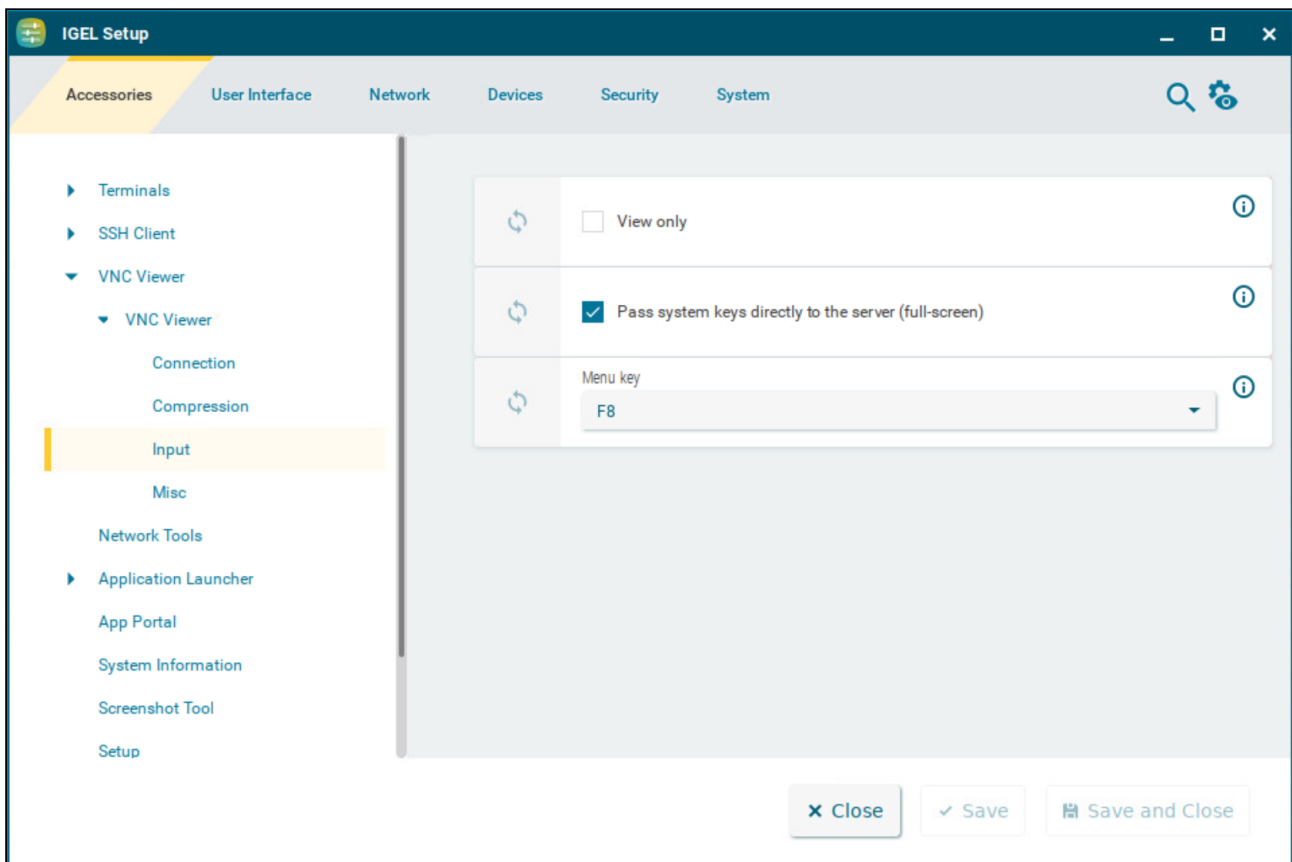 IGEL Setup
Accessories User Interface Network Devices Security System
Terminals
SSH Client
VNC Viewer
VNC Viewer
Connection
Compression
Input
Misc
Network Tools
Application Launcher
App Portal
System Information
Screenshot Tool
Setup
View only
Pass system keys directly to the server (full-screen)
Menu key
F8
Close Save Save and Close